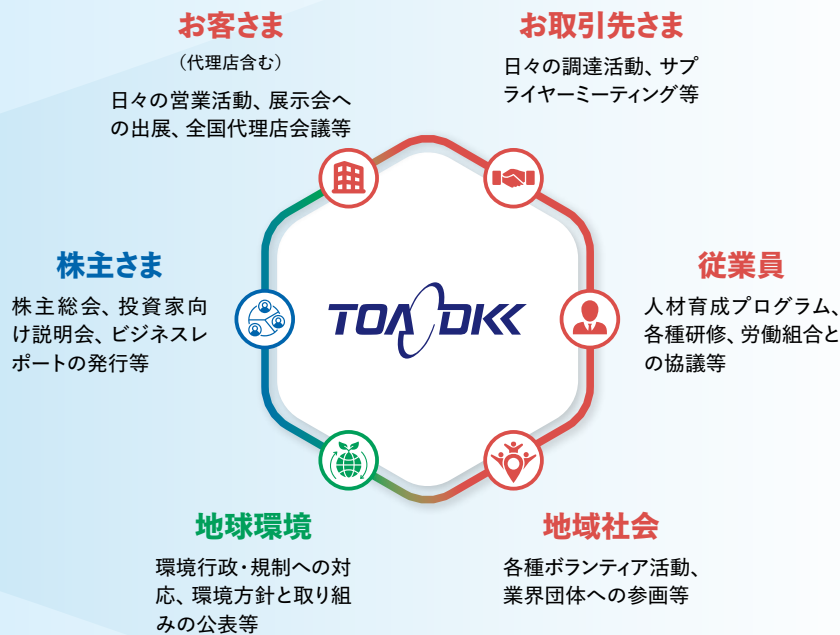 お客さま
（代理店含む）
日々の営業活動、展示会へ
の出展、全国代理店会議等
お取引先さま
日々の調達活動、サプ
ライヤーミーティング等
株主さま
株主総会、投資家向
け説明会、ビジネスレ
ポートの発行等
TOA DKK
従業員
人材育成プログラム、
各種研修、労働組合と
の協議等
地球環境
環境行政・規制への対
応、環境方針と取り組
みの公表等
地域社会
各種ボランティア活動、
業界団体への参画等